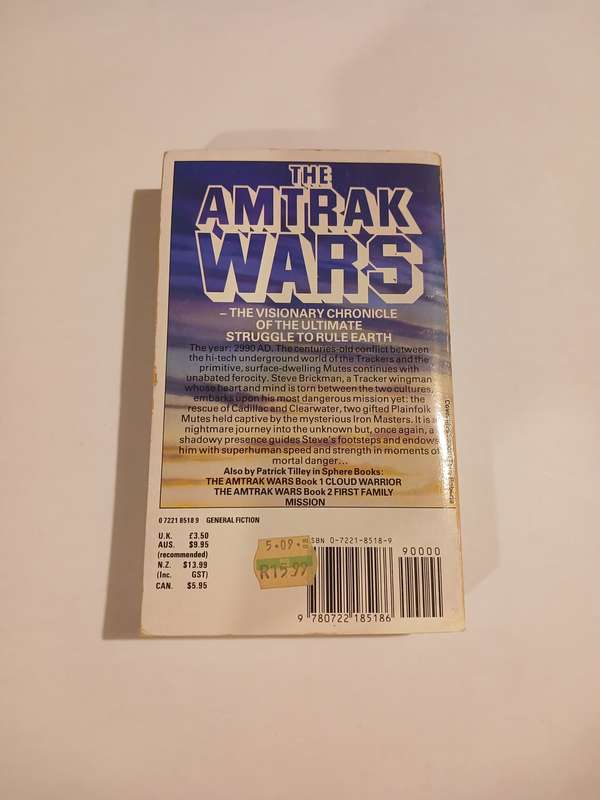 THE
AMTRAK
WARS
– THE VISIONARY CHRONICLE
OF THE ULTIMATE
STRUGGLE TO RULE EARTH
The year: 2990 AD. The centuries-old conflict between
the hi-tech underground world of the Trackers and the
primitive, surface-dwelling Mutes continues with
unabated ferocity. Steve Brickman, a Tracker wingman
whose heart and mind is torn between the two cultures,
embarks upon his most dangerous mission yet: the
rescue of Cadillac and Clearwater, two gifted Plainfolk
Mutes held captive by the mysterious Iron Masters. It is a
nightmare journey into the unknown but, once again, a
shadowy presence guides Steve's footsteps and endows
him with superhuman speed and strength in moments of
mortal danger...
Also by Patrick Tilley in Sphere Books:
THE AMTRAK WARS Book 1 CLOUD WARRIOR
THE AMTRAK WARS Book 2 FIRST FAMILY
MISSION
0 7221 8518 9 GENERAL FICTION
U.K. £3.50
AUS. $9.95
(recommended)
N.Z. $13.99
(Inc. GST)
CAN. $5.95
5·09·
R15.99
ISBN 0-7221-8518-9
90000
9 780722 185186